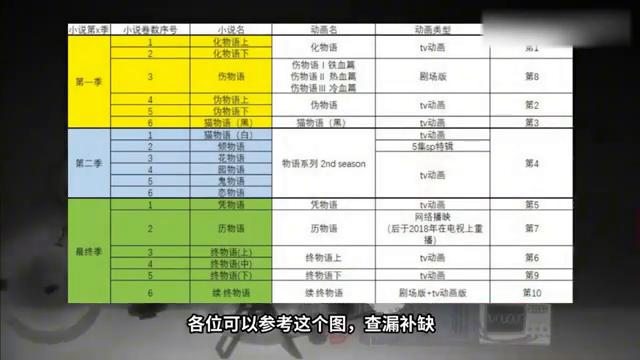 小说第x季 小说卷数序号 小说名 动画名 动画类型
第一季
1 化物语上 化物语 tv动画 第1
2 化物语下
3 伤物语 伤物语Ⅰ铁血篇 剧场版 第8
伤物语Ⅱ 热血篇
伤物语Ⅲ 冷血篇
4 伪物语上 伪物语 tv动画 第2
5 伪物语下
6 猫物语(黑) 猫物语(黑) tv动画 第3
第二季
1 猫物语(白) 物语系列 2nd season tv动画 第4
2 倾物语 5集sp特辑
3 花物语 tv动画
4 囮物语
5 鬼物语
6 恋物语
最终季
1 凭物语 凭物语 tv动画 第5
2 历物语 历物语 网络播映 第7
(后于2018年在电视上重
播)
3 终物语(上) 终物语上 tv动画 第6
4 终物语(中)
5 终物语(下) 终物语下 tv动画 第9
6 续 终物语 续 终物语 剧场版+tv动画版 第10
各位可以参考这个图，查漏补缺